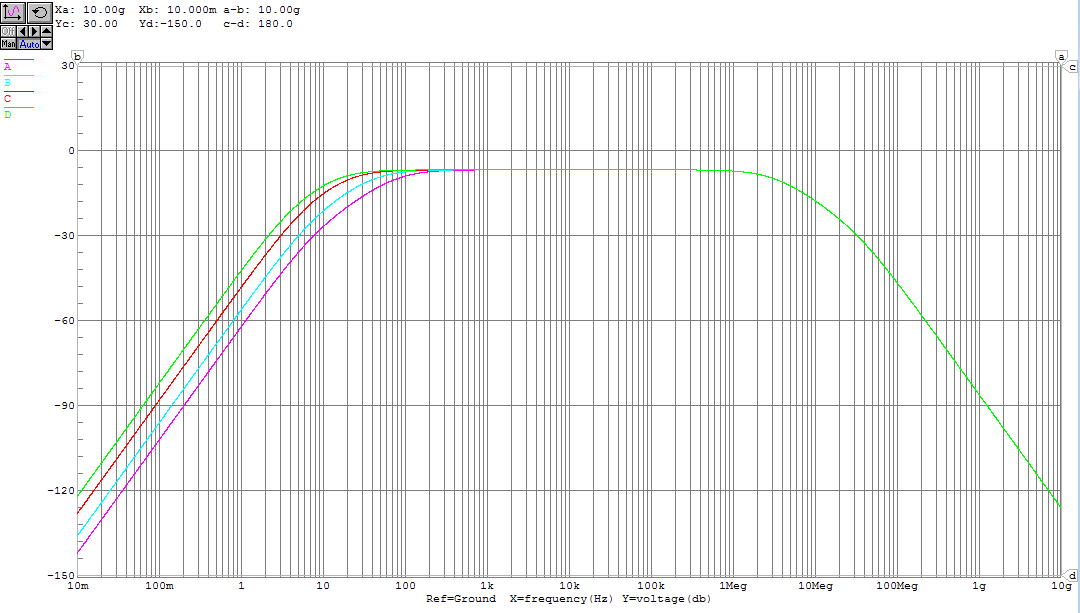 Xa: 10.00g Xb: 10.000m a-b: 10.00g
Yc: 30.00 Yd:-150.0 c-d: 180.0
Off
Man Auto
b a
A
B
C
D
30 c
0
-30
-60
-90
-120
-150 d
10m 100m 1 10 100 1k 10k 100k 1Meg 10Meg 100Meg 1g 10g
Ref=Ground X=frequency(Hz) Y=voltage(db)